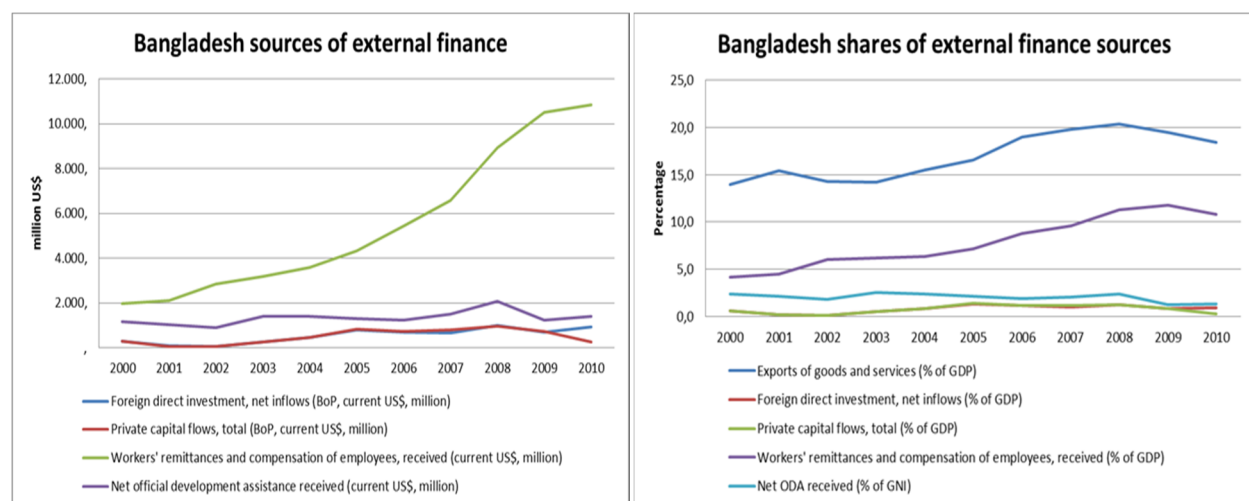 Bangladesh sources of external finance
12.000,
10.000,
8.000,
6.000,
4.000,
2.000,
,
million US$
2000 2001 2002 2003 2004 2005 2006 2007 2008 2009 2010
Foreign direct investment, net inflows (BoP, current US$, million)
Private capital flows, total (BoP, current US$, million)
Workers' remittances and compensation of employees, received (current US$, million)
Net official development assistance received (current US$, million)
Bangladesh shares of external finance sources
25,0
20,0
15,0
10,0
5,0
0,0
Percentage
2000 2001 2002 2003 2004 2005 2006 2007 2008 2009 2010
Exports of goods and services (% of GDP)
Foreign direct investment, net inflows (% of GDP)
Private capital flows, total (% of GDP)
Workers' remittances and compensation of employees, received (% of GDP)
Net ODA received (% of GNI)